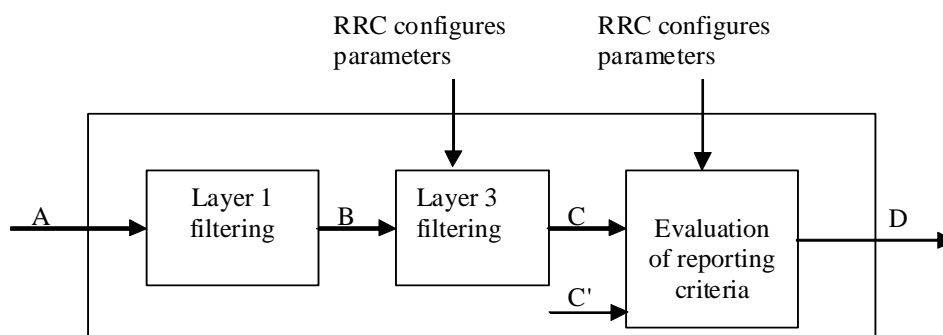 RRC configures
parameters
RRC configures
parameters
A
Layer 1
filtering
B
Layer 3
filtering
C
C'
Evaluation
of reporting
criteria
D